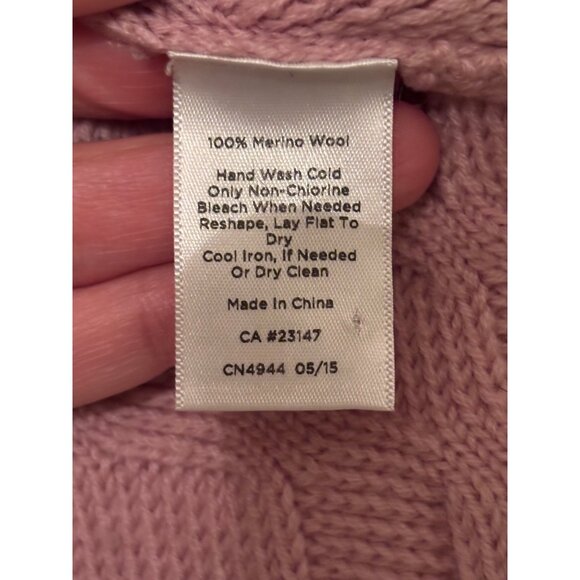 100% Merino Wool
Hand Wash Cold
Only Non-Chlorine
Bleach When Needed
Reshape, Lay Flat To
Dry
Cool Iron, If Needed
Or Dry Clean
Made In China
CA #23147
CN4944 05/15